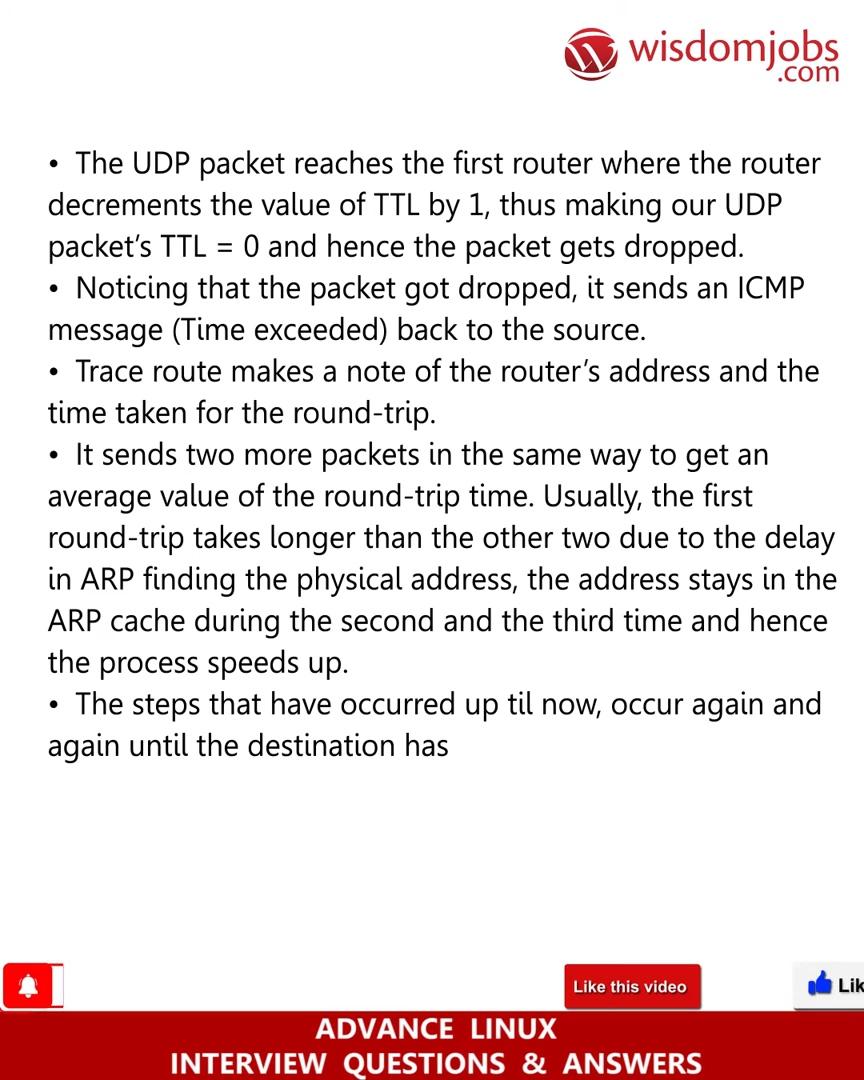 wisdomjobs
.com
• The UDP packet reaches the first router where the router
decrements the value of TTL by 1, thus making our UDP
packet’s TTL = 0 and hence the packet gets dropped.
• Noticing that the packet got dropped, it sends an ICMP
message (Time exceeded) back to the source.
• Trace route makes a note of the router’s address and the
time taken for the round-trip.
• It sends two more packets in the same way to get an
average value of the round-trip time. Usually, the first
round-trip takes longer than the other two due to the delay
in ARP finding the physical address, the address stays in the
ARP cache during the second and the third time and hence
the process speeds up.
• The steps that have occurred up til now, occur again and
again until the destination has
Like this video
Lik
ADVANCE LINUX
INTERVIEW QUESTIONS & ANSWERS